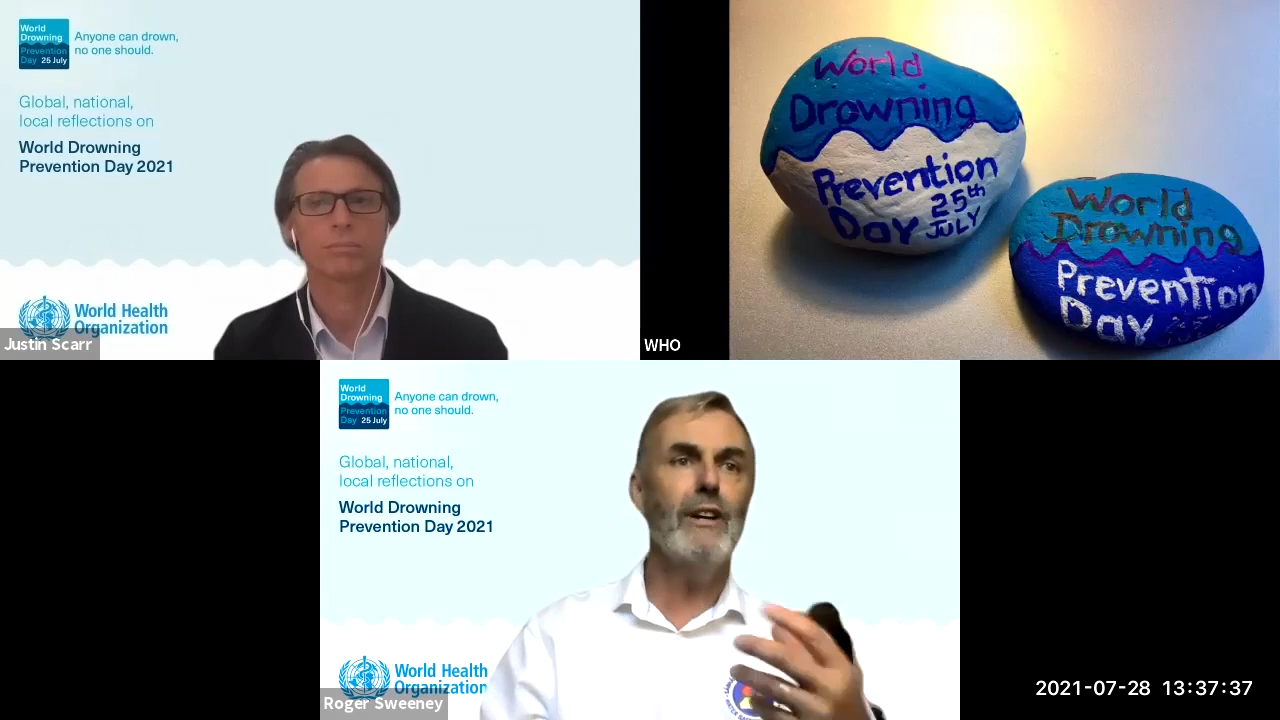 World
Drowning
Prevention
Day 25 July
Anyone can drown,
no one should.
Global, national,
local reflections on
World Drowning
Prevention Day 2021
World Health
Organization
Justin Scarr
World
Drowning
Prevention
25th
Day JULY
World
Drowning
Prevention
Day
WHO
World
Drowning
Prevention
Day 25 July
Anyone can drown,
no one should.
Global, national,
local reflections on
World Drowning
Prevention Day 2021
World Health
Organization
Roger Sweeney
2021-07-28 13:37:37